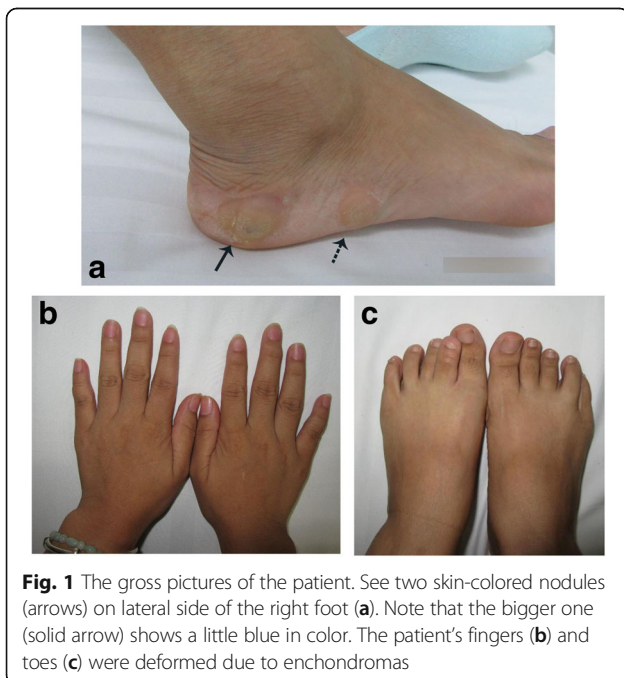 a
b
c
Fig. 1 The gross pictures of the patient. See two skin-colored nodules
(arrows) on lateral side of the right foot (a). Note that the bigger one
(solid arrow) shows a little blue in color. The patient's fingers (b) and
toes (c) were deformed due to enchondromas